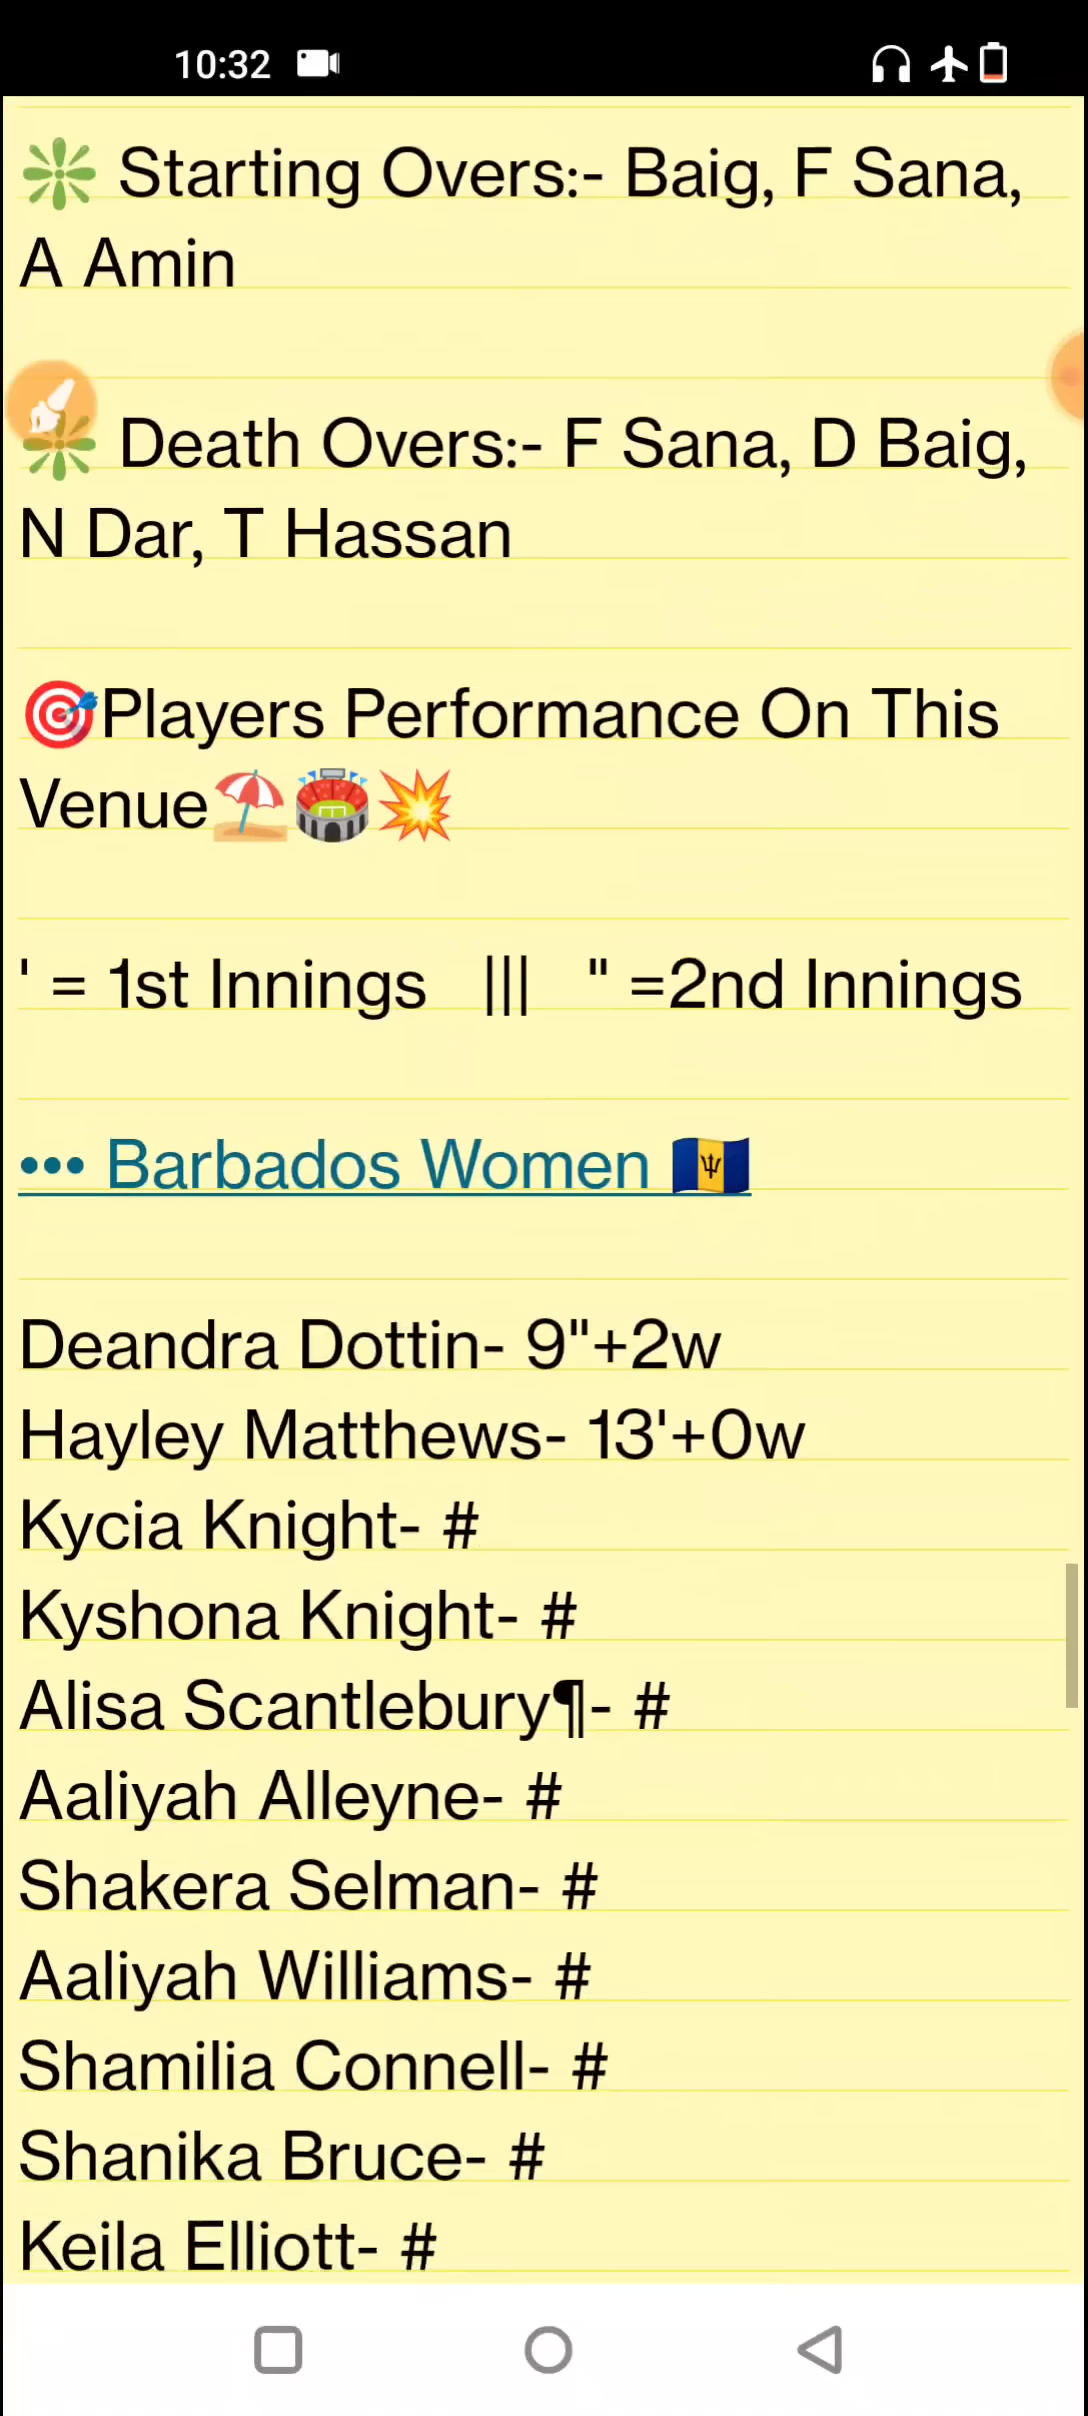 10:32
Starting Overs:- Baig, F Sana,
A Amin
Death Overs:- F Sana, D Baig,
N Dar, T Hassan
🎯Players Performance On This
Venue⛱🏟💥
' = 1st Innings ||| " =2nd Innings
••• Barbados Women 🇧🇧
Deandra Dottin- 9"+2w
Hayley Matthews- 13'+0w
Kycia Knight- #
Kyshona Knight- #
Alisa Scantlebury¶- #
Aaliyah Alleyne- #
Shakera Selman- #
Aaliyah Williams- #
Shamilia Connell- #
Shanika Bruce- #
Keila Elliott- #